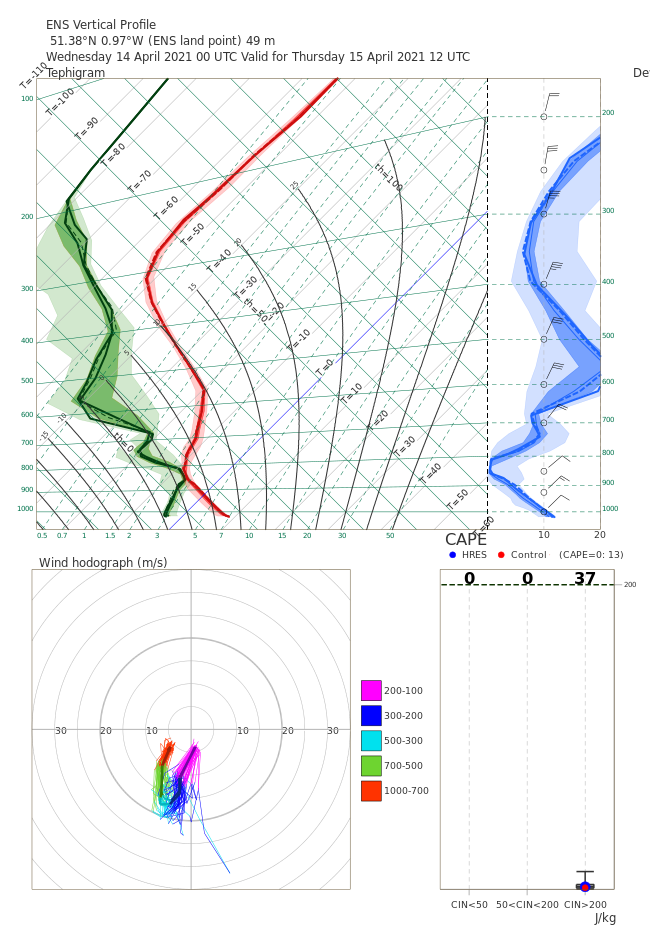 ENS Vertical Profile
51.38°N 0.97°W (ENS land point) 49 m
Wednesday 14 April 2021 00 UTC Valid for Thursday 15 April 2021 12 UTC
Tephigram
De
T=-110
T=-100
T=-90
T=-80
T=-70
T=-60
T=-50
T=-40
T=-30
T=-20
T=-10
T=0
T=10
T=20
T=30
T=40
T=50
T=60
th=100
th=50
th=0
25
20
15
10
5
-10
-15
100
200
300
400
500
600
700
800
900
1000
0.5 0.7 1 1.5 2 3 5 7 10 15 20 30 50
200
300
400
500
600
700
800
900
1000
10 20
CAPE
HRES Control (CAPE=0: 13)
0 0 37
200
CIN<50 50<CIN<200 CIN>200
J/kg
Wind hodograph (m/s)
30 20 10 10 20 30
200-100
300-200
500-300
700-500
1000-700